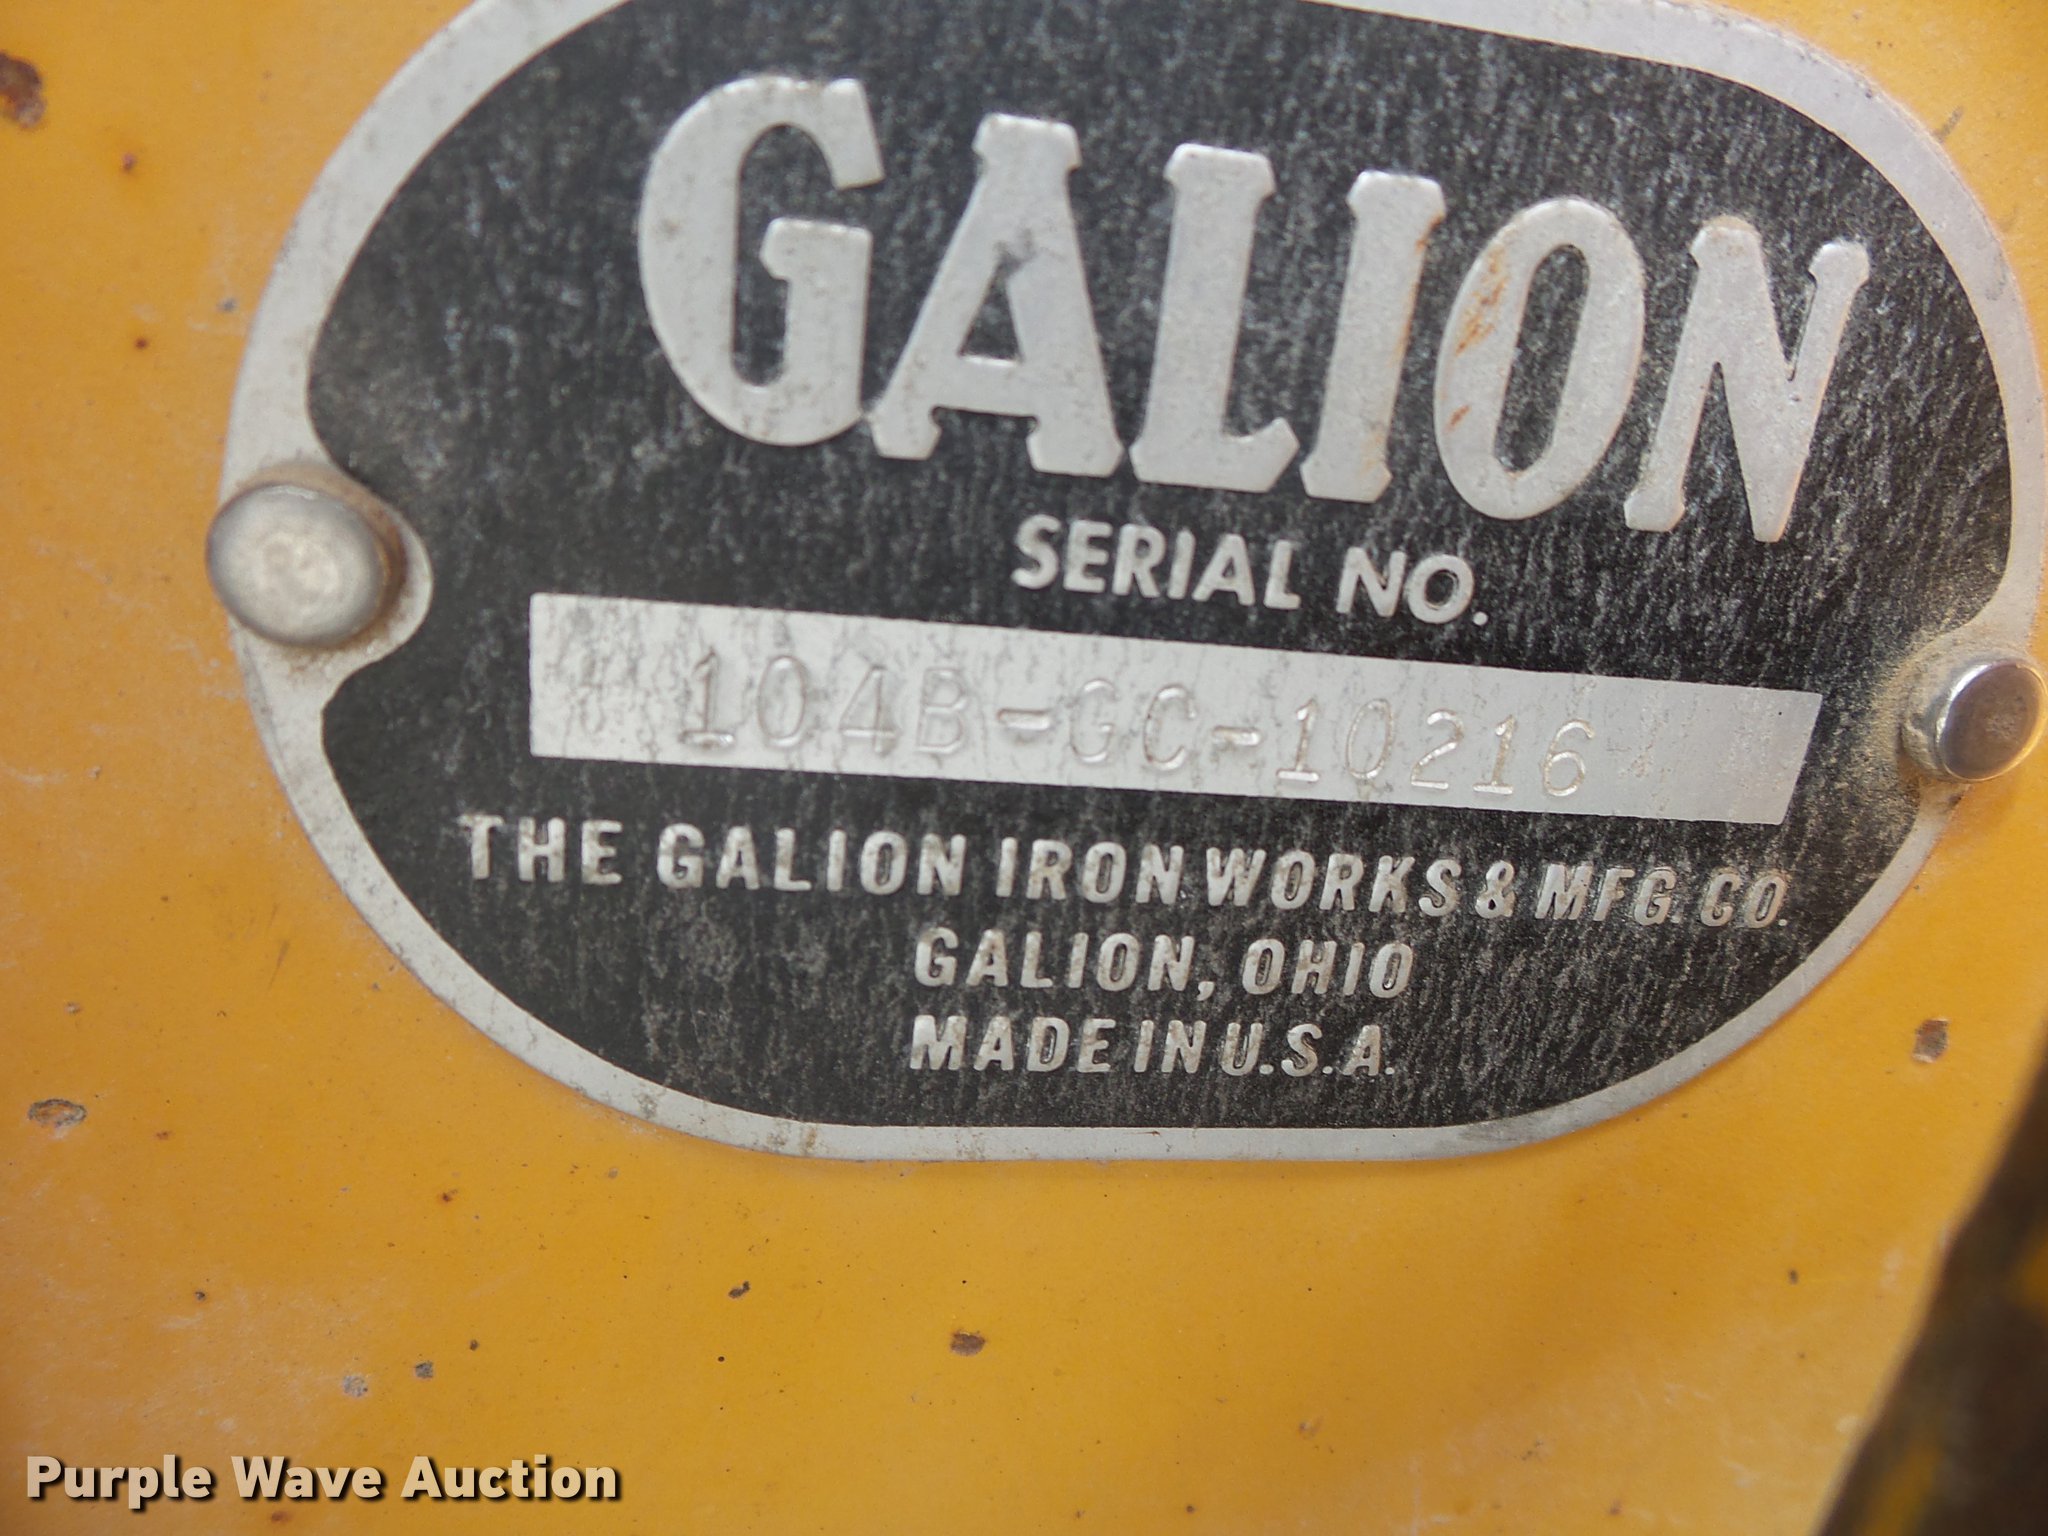 GALION
SERIAL NO.
104B-GC-10216
THE GALION IRON WORKS & MFG. CO.
GALION, OHIO
MADE IN U.S.A.
Purple Wave Auction